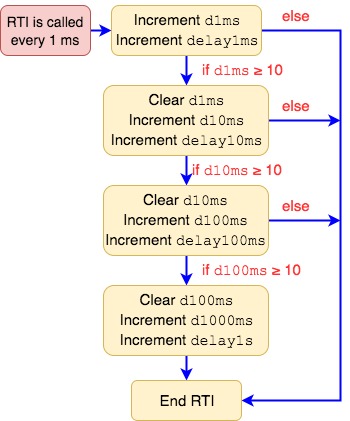 RTI is called
every 1 ms
Increment d1ms
Increment delay1ms
else
if d1ms ≥ 10
Clear d1ms
Increment d10ms
Increment delay10ms
else
if d10ms ≥ 10
Clear d10ms
Increment d100ms
Increment delay100ms
else
if d100ms ≥ 10
Clear d100ms
Increment d1000ms
Increment delay1s
End RTI